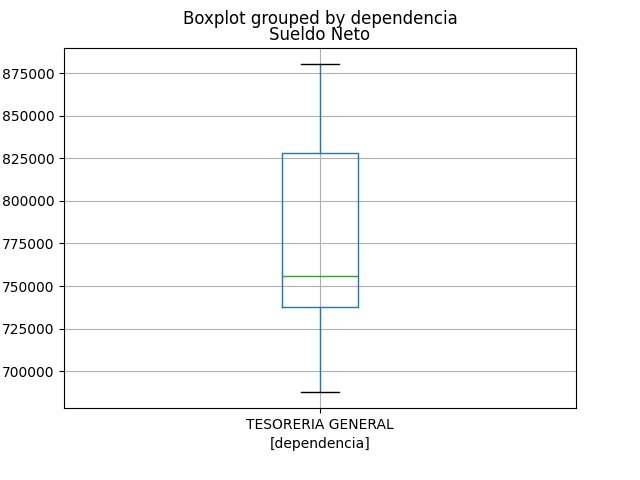 Boxplot grouped by dependencia
Sueldo Neto
875000
850000
825000
800000
775000
750000
725000
700000
TESORERIA GENERAL
[dependencia]